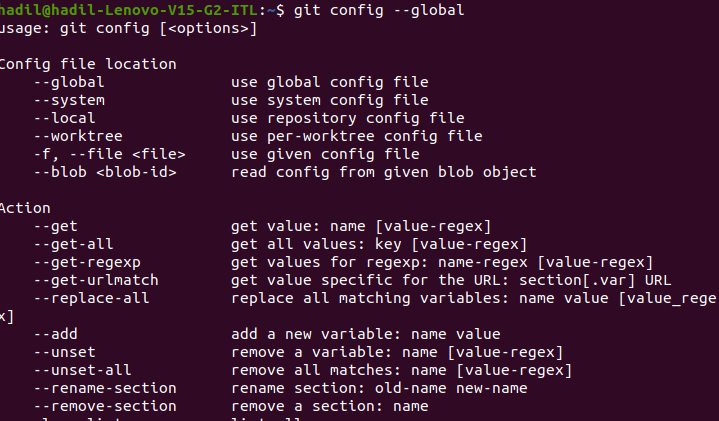 hadil@hadil-Lenovo-V15-G2-ITL:~$ git config --global
usage: git config [<options>]
Config file location
--global use global config file
--system use system config file
--local use repository config file
--worktree use per-worktree config file
-f, --file <file> use given config file
--blob <blob-id> read config from given blob object
Action
--get get value: name [value-regex]
--get-all get all values: key [value-regex]
--get-regexp get values for regexp: name-regex [value-regex]
--get-urlmatch get value specific for the URL: section[.var] URL
--replace-all replace all matching variables: name value [value_rege
x]
--add add a new variable: name value
--unset remove a variable: name [value-regex]
--unset-all remove all matches: name [value-regex]
--rename-section rename section: old-name new-name
--remove-section remove a section: name